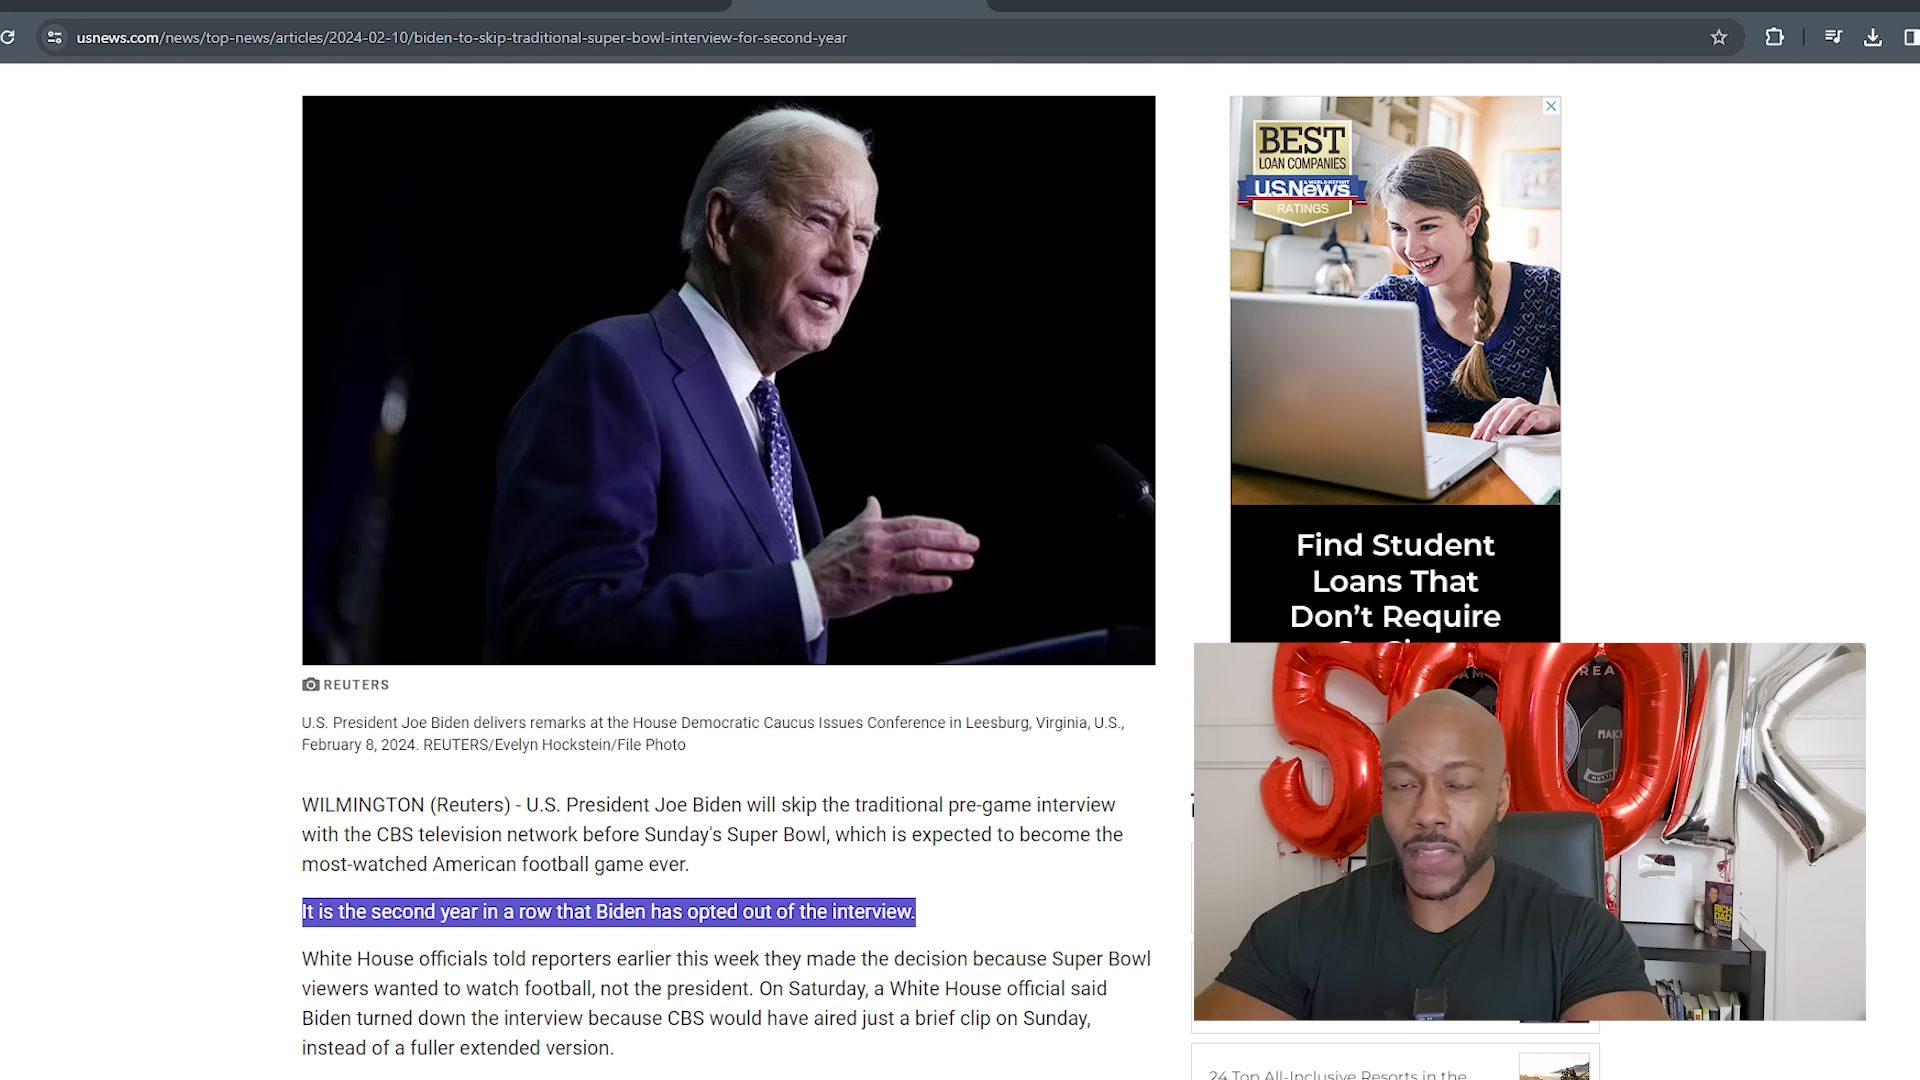 usnews.com/news/top-news/articles/2024-02-10/biden-to-skip-traditional-super-bowl-interview-for-second-year
BEST
LOAN COMPANIES
U.S.News
RATINGS
Find Student
Loans That
Don't Require
REUTERS
U.S. President Joe Biden delivers remarks at the House Democratic Caucus Issues Conference in Leesburg, Virginia, U.S.,
February 8, 2024. REUTERS/Evelyn Hockstein/File Photo
WILMINGTON (Reuters) - U.S. President Joe Biden will skip the traditional pre-game interview
with the CBS television network before Sunday's Super Bowl, which is expected to become the
most-watched American football game ever.
It is the second year in a row that Biden has opted out of the interview.
White House officials told reporters earlier this week they made the decision because Super Bowl
viewers wanted to watch football, not the president. On Saturday, a White House official said
Biden turned down the interview because CBS would have aired just a brief clip on Sunday,
instead of a fuller extended version.
AM
REA
MAK
RICH
DAD
24 Top All-Inclusive Resorts in the